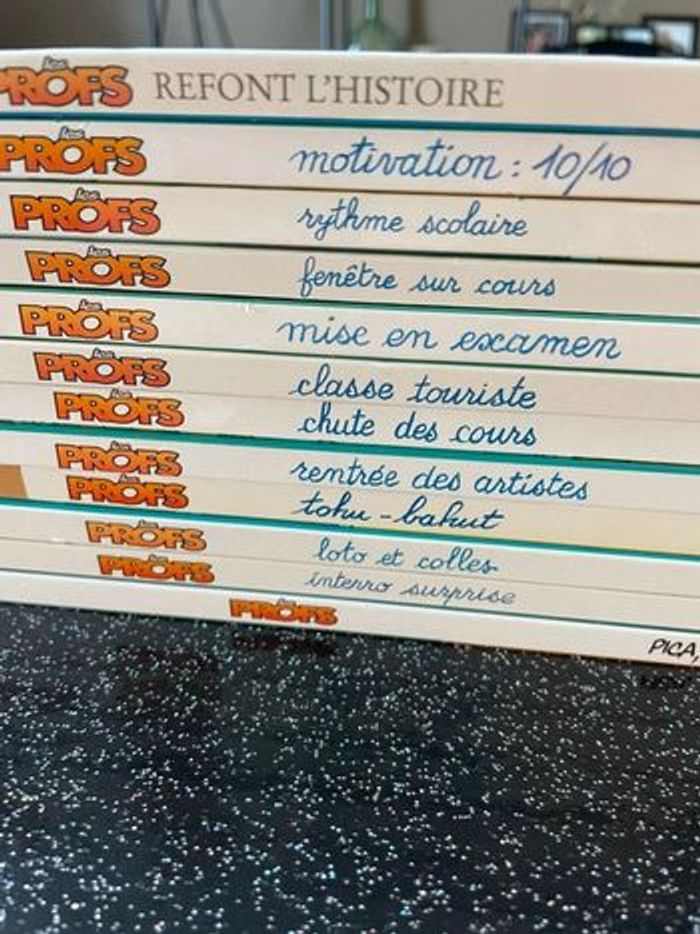 les PROFS REFONT L'HISTOIRE
les PROFS motivation : 10/10
les PROFS rythme scolaire
les PROFS fenêtre sur cours
les PROFS mise en examen
les PROFS classe touriste
les PROFS chute des cours
les PROFS rentrée des artistes
les PROFS tohu-bahut
les PROFS loto et colles
les PROFS interro surprise
les PROFS PICA,